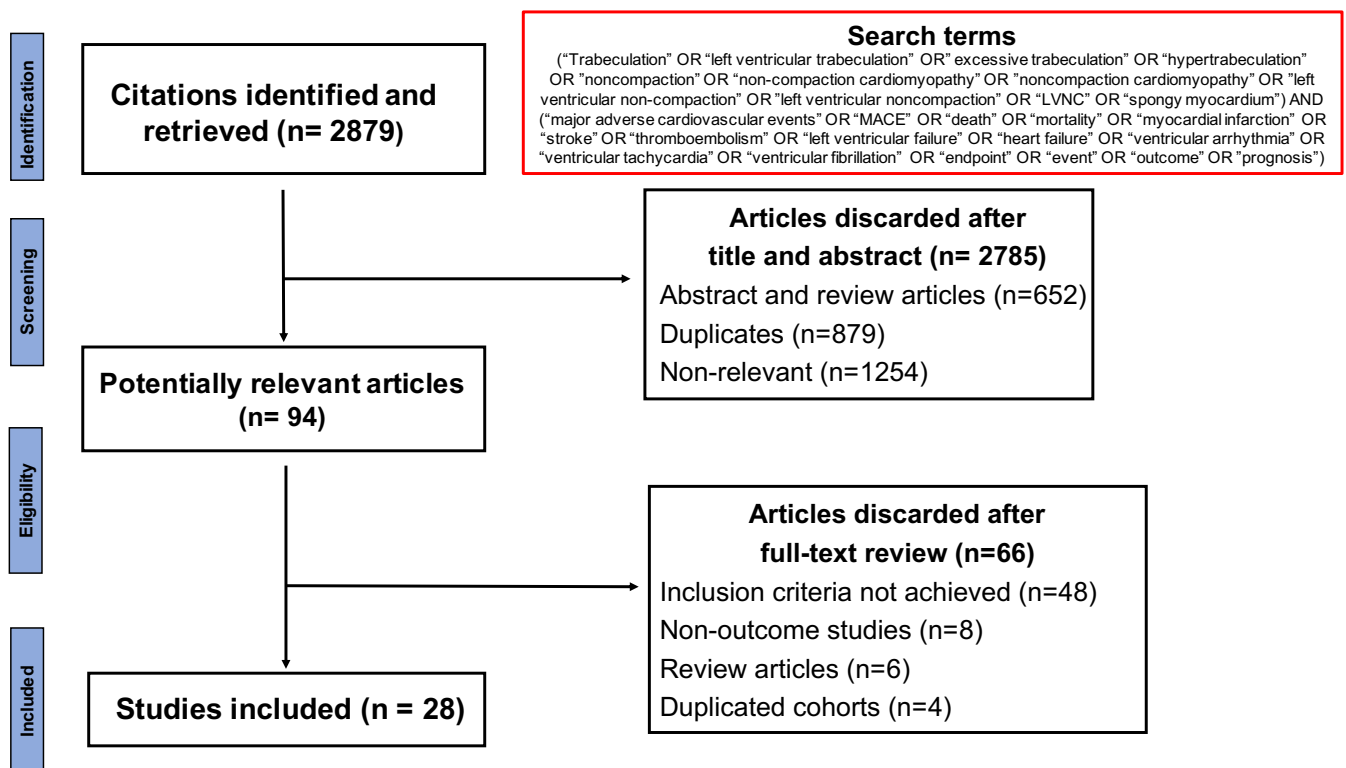 Identification
Citations identified and
retrieved (n= 2879)
Search terms
(“Trabeculation” OR “left ventricular trabeculation” OR” excessive trabeculation” OR “hypertrabeculation”
OR ”noncompaction” OR “non-compaction cardiomyopathy” OR ”noncompaction cardiomyopathy” OR ”left
ventricular non-compaction” OR ”left ventricular noncompaction” OR “LVNC” OR “spongy myocardium”) AND
(“major adverse cardiovascular events” OR “MACE” OR “death” OR “mortality” OR “myocardial infarction” OR
“stroke” OR “thromboembolism” OR “left ventricular failure” OR “heart failure” OR “ventricular arrhythmia” OR
“ventricular tachycardia” OR “ventricular fibrillation” OR “endpoint” OR “event” OR “outcome” OR ”prognosis”)
Screening
Articles discarded after
title and abstract (n= 2785)
Abstract and review articles (n=652)
Duplicates (n=879)
Non-relevant (n=1254)
Potentially relevant articles
(n= 94)
Eligibility
Articles discarded after
full-text review (n=66)
Inclusion criteria not achieved (n=48)
Non-outcome studies (n=8)
Review articles (n=6)
Duplicated cohorts (n=4)
Included
Studies included (n = 28)